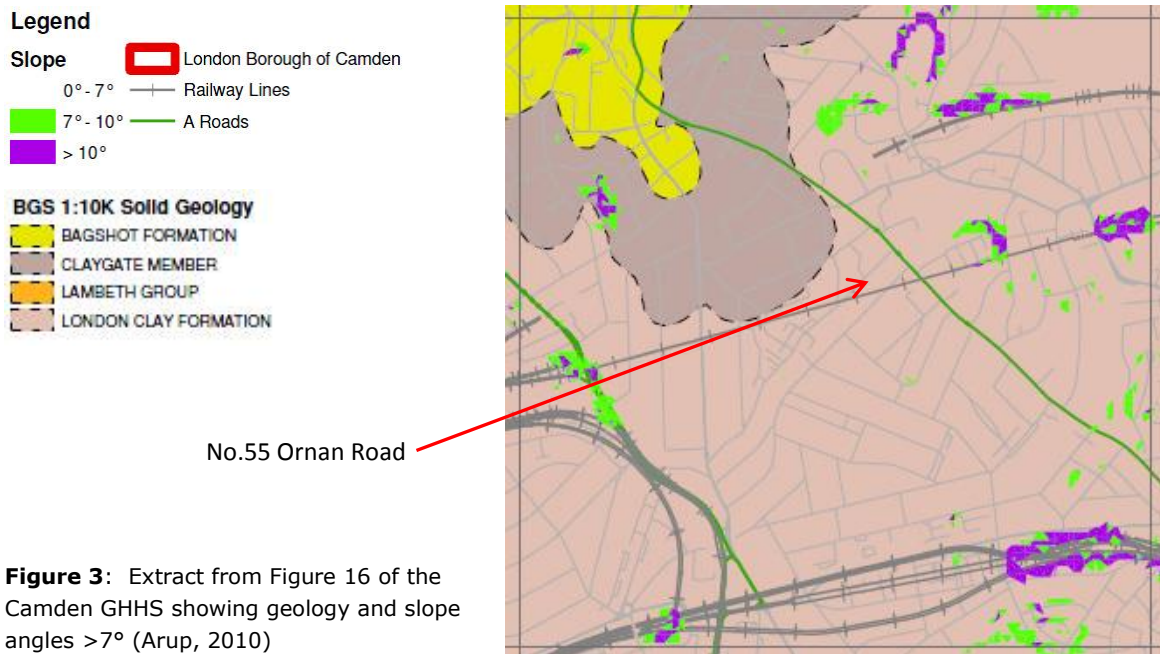 Legend
Slope
London Borough of Camden
0°- 7°
Railway Lines
7°- 10°
A Roads
> 10°
BGS 1:10K Solid Geology
BAGSHOT FORMATION
CLAYGATE MEMBER
LAMBETH GROUP
LONDON CLAY FORMATION
No.55 Ornan Road
Figure 3: Extract from Figure 16 of the
Camden GHHS showing geology and slope
angles >7° (Arup, 2010)